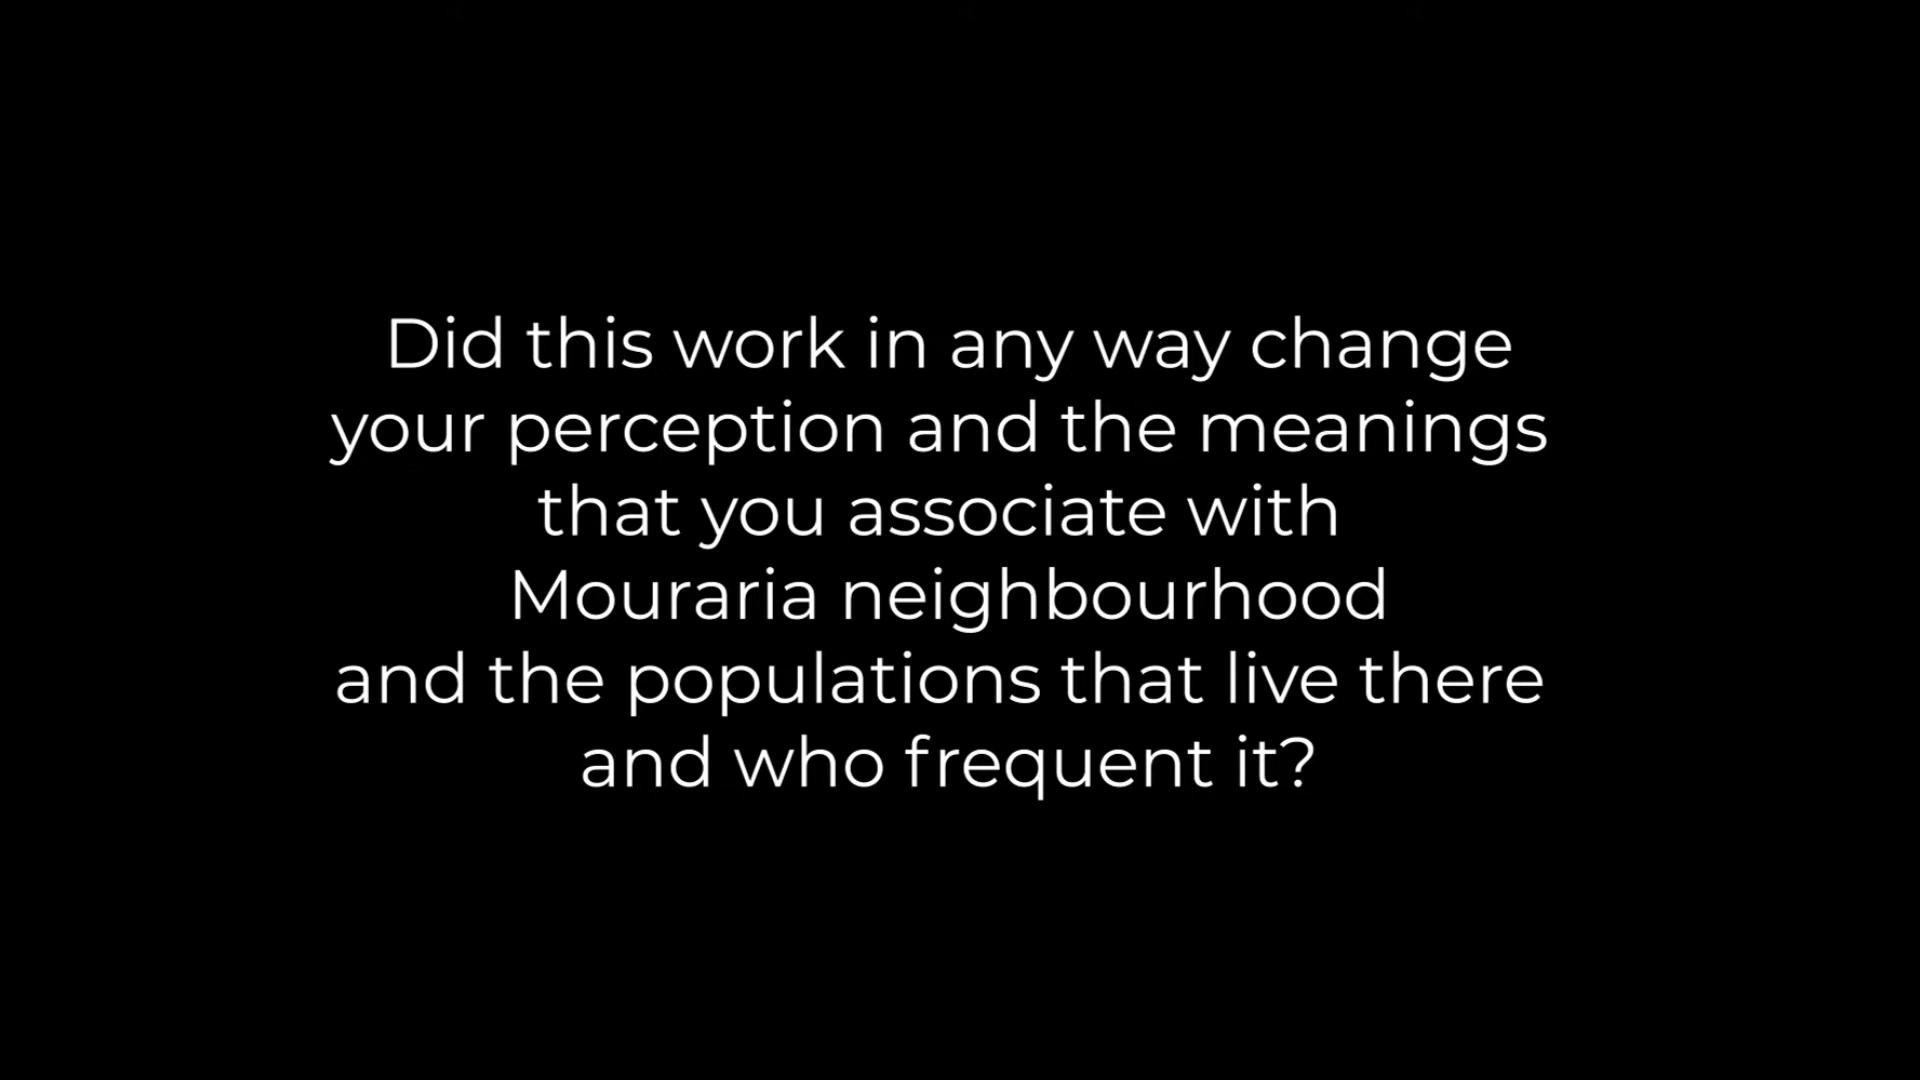 Did this work in any way change
your perception and the meanings
that you associate with
Mouraria neighbourhood
and the populations that live there
and who frequent it?